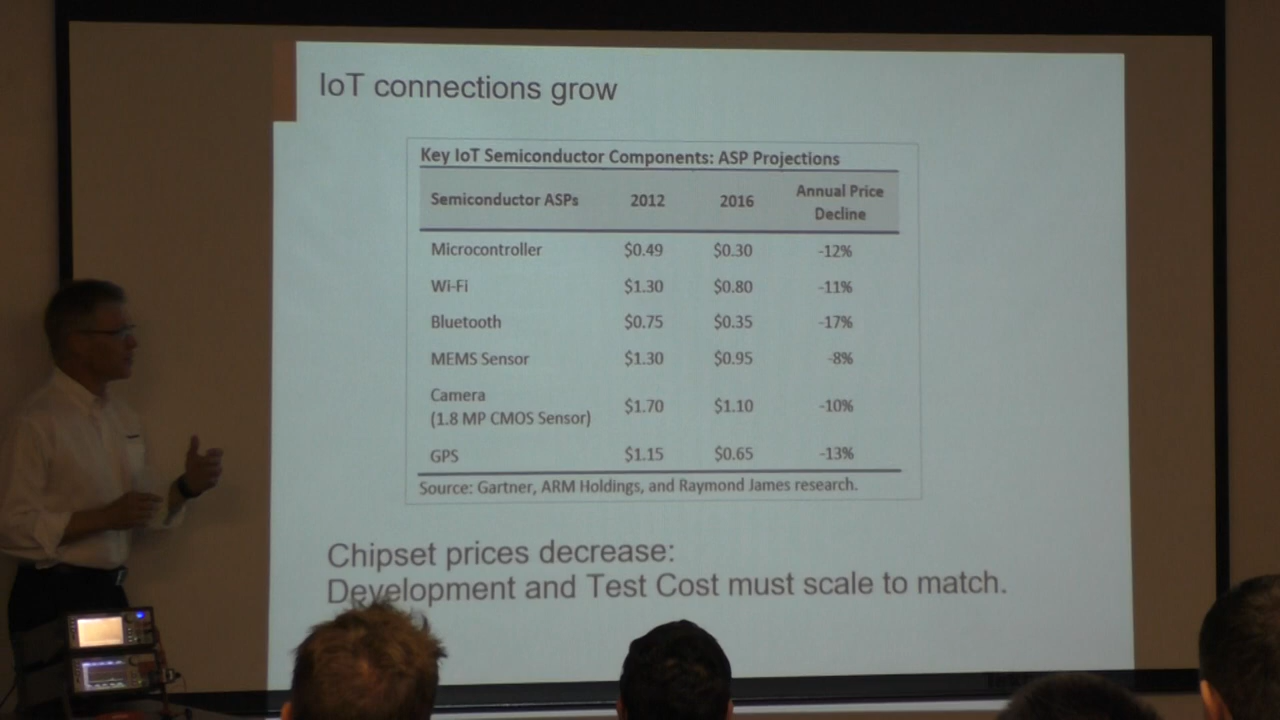 IoT connections grow
Key IoT Semiconductor Components: ASP Projections
Semiconductor ASPs 2012 2016 Annual Price Decline
Microcontroller $0.49 $0.30 -12%
Wi-Fi $1.30 $0.80 -11%
Bluetooth $0.75 $0.35 -17%
MEMS Sensor $1.30 $0.95 -8%
Camera
(1.8 MP CMOS Sensor) $1.70 $1.10 -10%
GPS $1.15 $0.65 -13%
Source: Gartner, ARM Holdings, and Raymond James research.
Chipset prices decrease:
Development and Test Cost must scale to match.